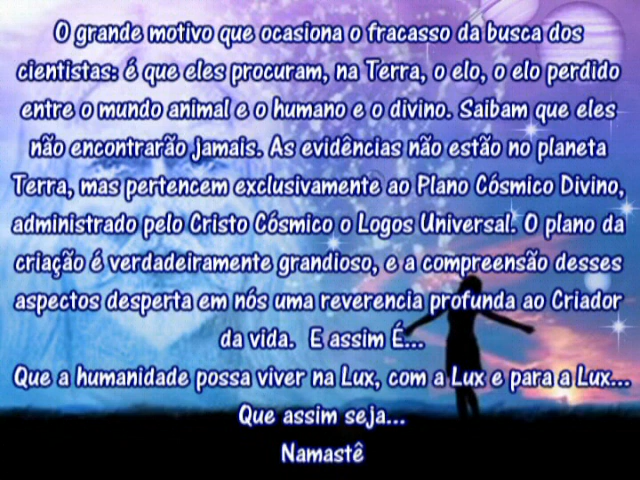 O grande motivo que ocasiona o fracasso da busca dos
cientistas: é que eles procuram, na Terra, o elo, o elo perdido
entre o mundo animal e o humano e o divino. Saibam que eles
não encontrarão jamais. As evidências não estão no planeta
Terra, mas pertencem exclusivamente ao Plano Cósmico Divino,
administrado pelo Cristo Cósmico o Logos Universal. O plano da
criação é verdadeiramente grandioso, e a compreensão desses
aspectos desperta em nós uma reverencia profunda ao Criador
da vida. E assim É...
Que a humanidade possa viver na Lux, com a Lux e para a Lux...
Que assim seja...
Namastê